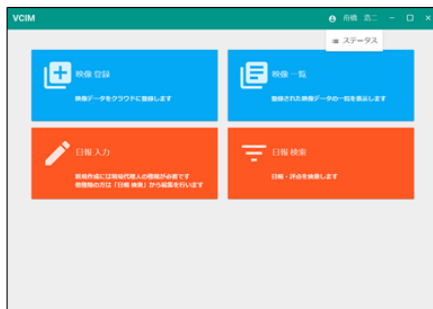 VCIM
舟橋 浩二
ステータス
映像 登録
映像データをクラウドに登録します
映像 一覧
登録された映像データの一覧を表示します
日報 入力
新規作成には現場代理人の権限が必要です
他権限の方は「日報 検索」から編集を行います
日報 検索
日報・評点を検索します